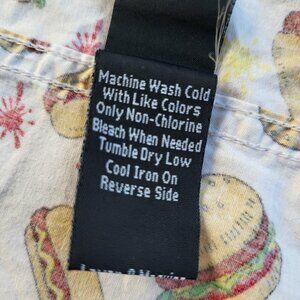 Machine Wash Cold
With Like Colors
Only Non-Chlorine
Bleach When Needed
Tumble Dry Low
Cool Iron On
Reverse Side